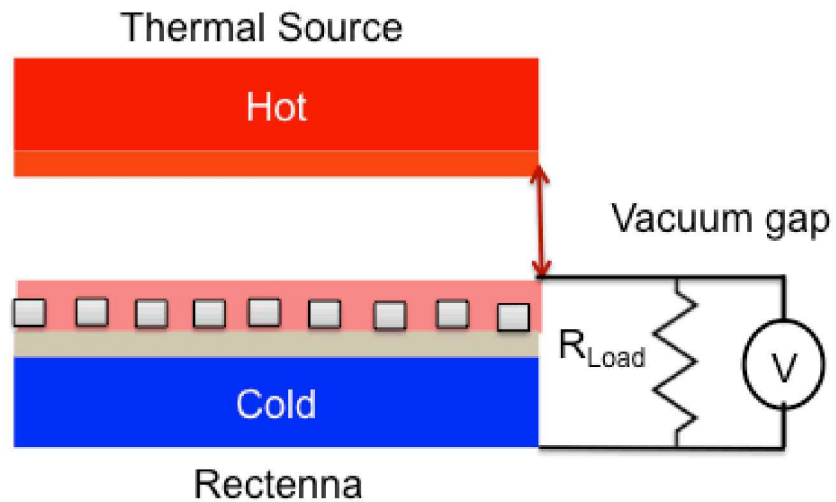 Thermal Source
Hot
Vacuum gap
R_Load
V
Cold
Rectenna